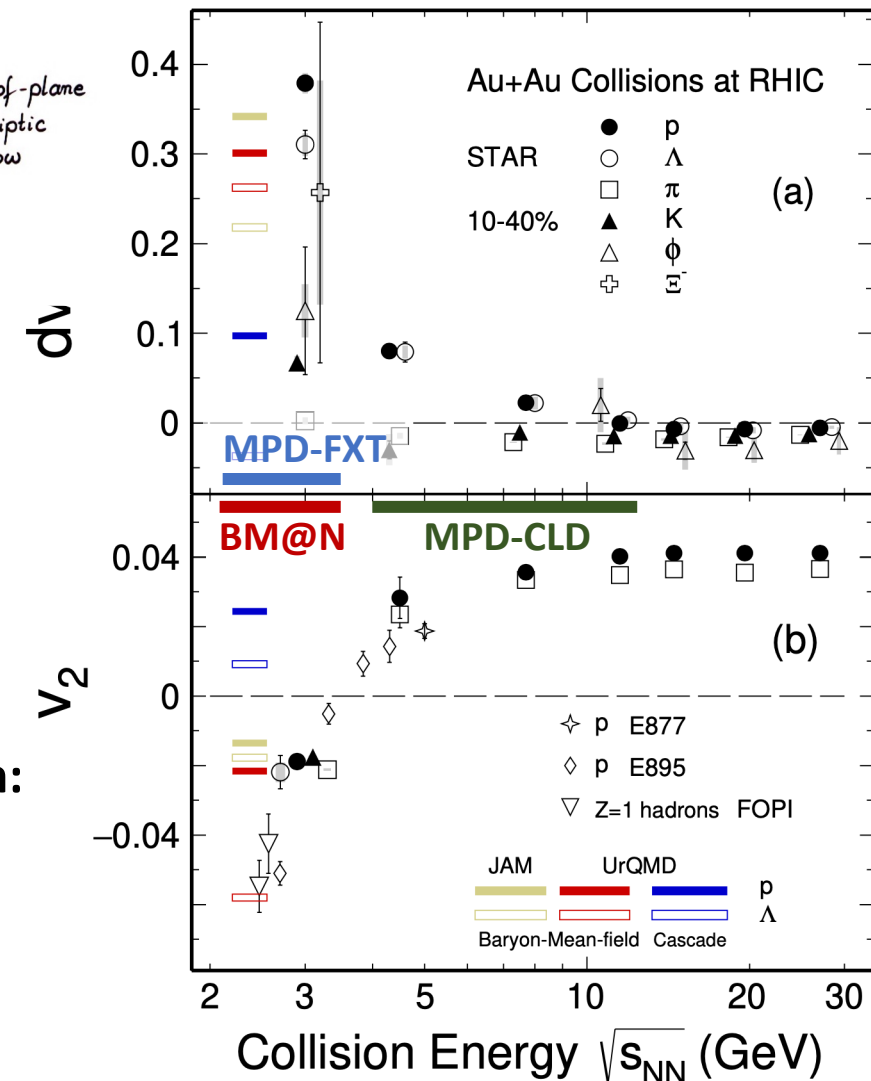 of-plane
iptic
ow
0.4
0.3
0.2
0.1
0
dv
Au+Au Collisions at RHIC
STAR
10-40%
p
Λ
π
K
ϕ
Ξ⁻
(a)
MPD-FXT
BM@N
MPD-CLD
0.04
0
−0.04
v₂
n:
(b)
p E877
p E895
Z=1 hadrons FOPI
JAM UrQMD
p
Λ
Baryon-Mean-field Cascade
2 3 5 10 20 30
Collision Energy √sNN (GeV)